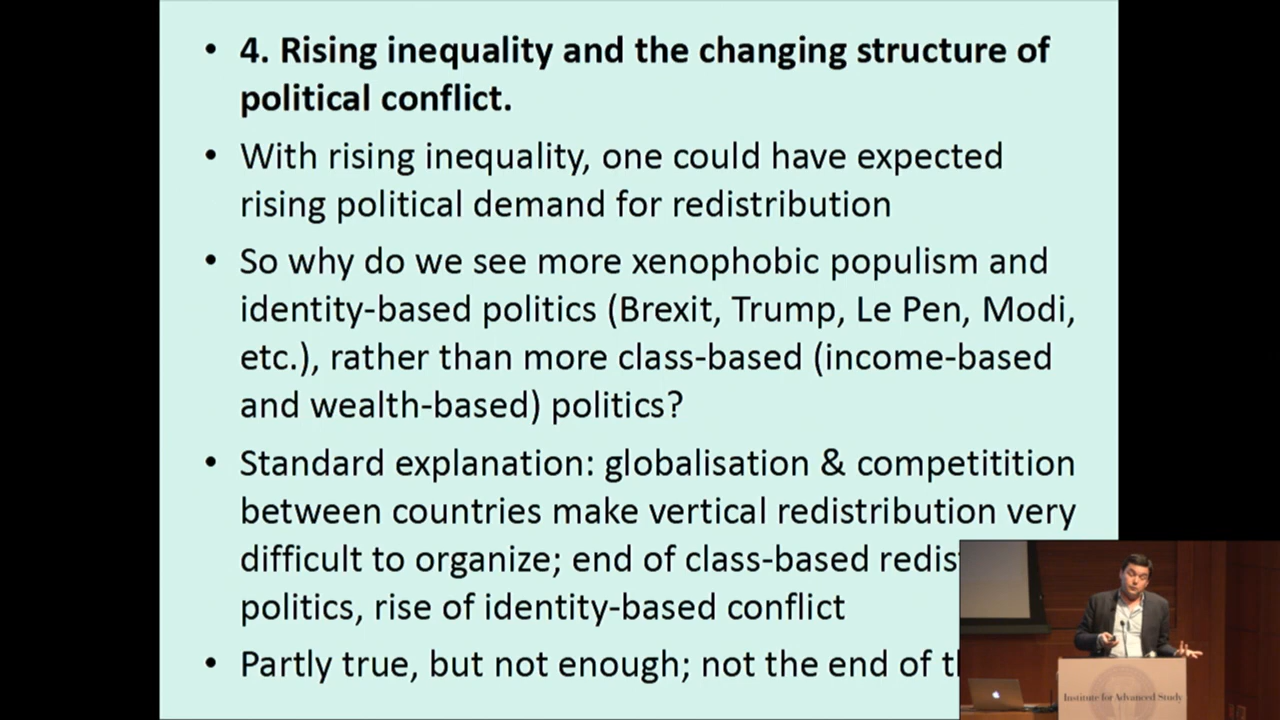 • 4. Rising inequality and the changing structure of
political conflict.
• With rising inequality, one could have expected
rising political demand for redistribution
• So why do we see more xenophobic populism and
identity-based politics (Brexit, Trump, Le Pen, Modi,
etc.), rather than more class-based (income-based
and wealth-based) politics?
• Standard explanation: globalisation & competitition
between countries make vertical redistribution very
difficult to organize; end of class-based
politics, rise of identity-based conflict
• Partly true, but not enough; not the end of
Institute for Advanced Study